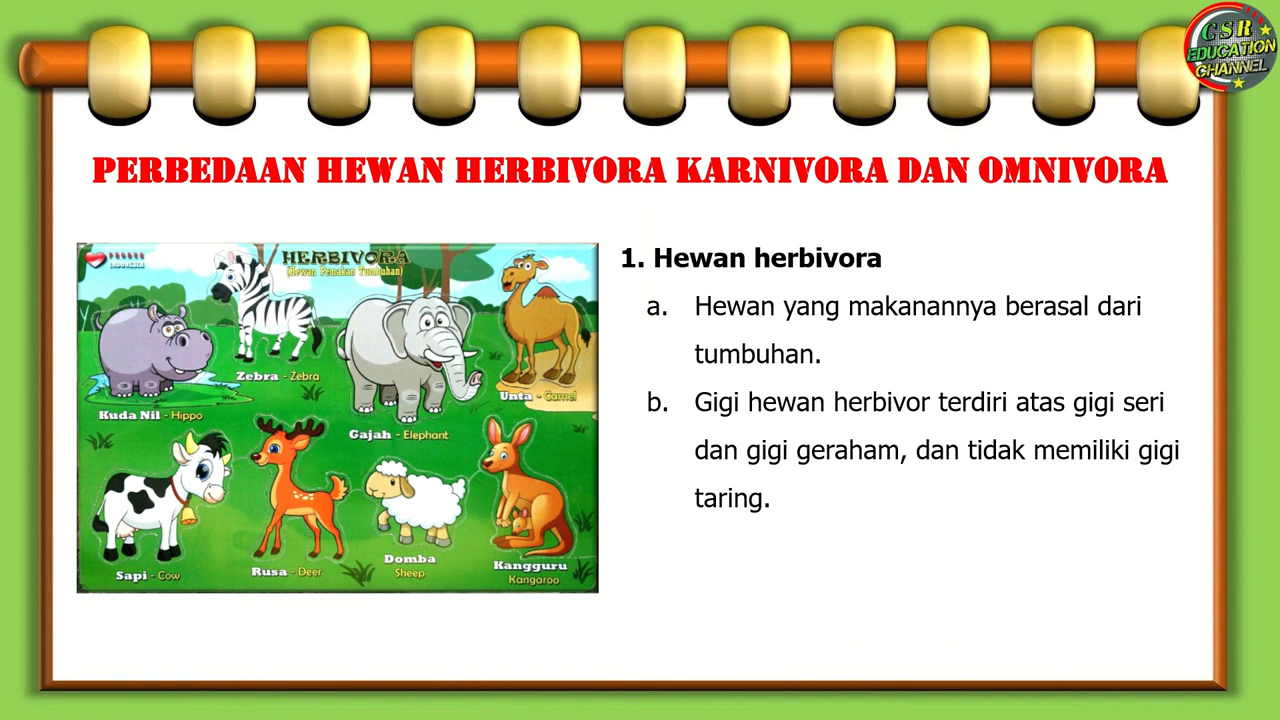 CSR
EDUCATION
CHANNEL
PERBEDAAN HEWAN HERBIVORA KARNIVORA DAN OMNIVORA
HERBIVORA
(Hewan Pemakan Tumbuhan)
Zebra - Zebra
Unta - Camel
Kuda Nil - Hippo
Gajah - Elephant
Domba
Sheep
Kangguru
Kangaroo
Sapi - Cow
Rusa - Deer
1. Hewan herbivora
a. Hewan yang makanannya berasal dari
tumbuhan.
b. Gigi hewan herbivor terdiri atas gigi seri
dan gigi geraham, dan tidak memiliki gigi
taring.